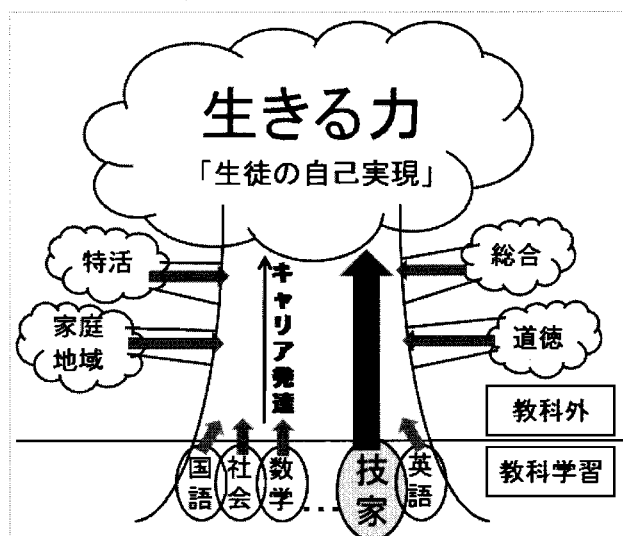 生きる力
「生徒の自己実現」
特活
総合
キャリア発達
家庭
地域
道徳
教科外
国語
社会
数学
...
技家
英語
教科学習